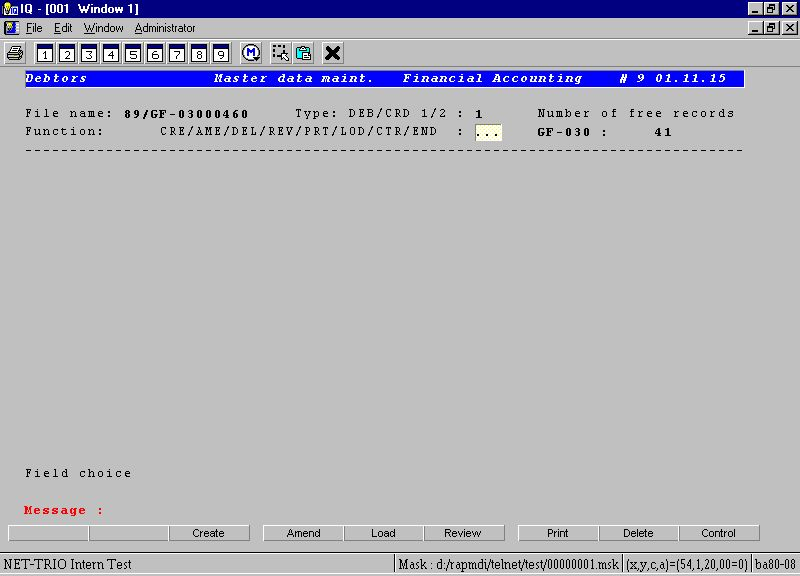 IQ - [001 Window 1]
File Edit Window Administrator
1 2 3 4 5 6 7 8 9 M
Debtors Master data maint. Financial Accounting # 9 01.11.15
File name: 89/GF-03000460 Type: DEB/CRD 1/2 : 1 Number of free records
Function: CRE/AME/DEL/REV/PRT/LOD/CTR/END : ... GF-030 : 41
--------------------------------------------------------------------------------
Field choice
Message :
Create Amend Load Review Print Delete Control
NET-TRIO Intern Test Mask : d:/rapmdi/telnet/test/00000001.msk (x,y,c,a)=(54,1,20,00=0) ba80-08